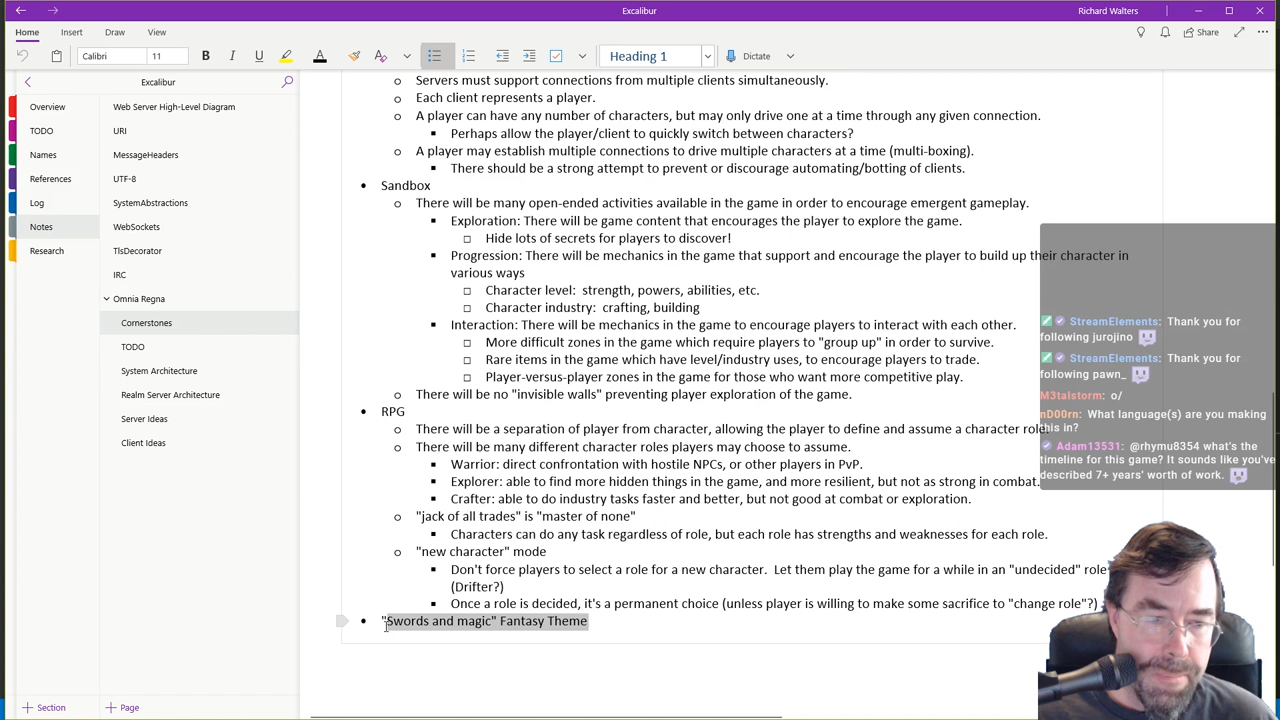 Excalibur
Richard Walters
Home
Insert
Draw
View
Share
Calibri
11
B
I
U
A
A
Heading 1
Dictate
Excalibur
Overview
TODO
Names
References
Log
Notes
Research
Section
Web Server High-Level Diagram
URI
MessageHeaders
UTF-8
SystemAbstractions
WebSockets
TlsDecorator
IRC
Omnia Regna
Cornerstones
TODO
System Architecture
Realm Server Architecture
Server Ideas
Client Ideas
Page
Servers must support connections from multiple clients simultaneously.
Each client represents a player.
A player can have any number of characters, but may only drive one at a time through any given connection.
Perhaps allow the player/client to quickly switch between characters?
A player may establish multiple connections to drive multiple characters at a time (multi-boxing).
There should be a strong attempt to prevent or discourage automating/botting of clients.
Sandbox
There will be many open-ended activities available in the game in order to encourage emergent gameplay.
Exploration: There will be game content that encourages the player to explore the game.
Hide lots of secrets for players to discover!
Progression: There will be mechanics in the game that support and encourage the player to build up their character in
various ways
Character level:  strength, powers, abilities, etc.
Character industry:  crafting, building
Interaction: There will be mechanics in the game to encourage players to interact with each other.
More difficult zones in the game which require players to "group up" in order to survive.
Rare items in the game which have level/industry uses, to encourage players to trade.
Player-versus-player zones in the game for those who want more competitive play.
There will be no "invisible walls" preventing player exploration of the game.
RPG
There will be a separation of player from character, allowing the player to define and assume a character role.
There will be many different character roles players may choose to assume.
Warrior: direct confrontation with hostile NPCs, or other players in PvP.
Explorer: able to find more hidden things in the game, and more resilient, but not as strong in combat.
Crafter: able to do industry tasks faster and better, but not good at combat or exploration.
"jack of all trades" is "master of none"
Characters can do any task regardless of role, but each role has strengths and weaknesses for each role.
"new character" mode
Don't force players to select a role for a new character.  Let them play the game for a while in an "undecided" role
(Drifter?)
Once a role is decided, it's a permanent choice (unless player is willing to make some sacrifice to "change role"?)
"Swords and magic" Fantasy Theme
StreamElements: Thank you for
following jurojino
StreamElements: Thank you for
following pawn_
M3talstorm: o/
nD00rn: What language(s) are you making
this in?
Adam13531: @rhymu8354 what's the
timeline for this game? It sounds like you've
described 7+ years' worth of work.